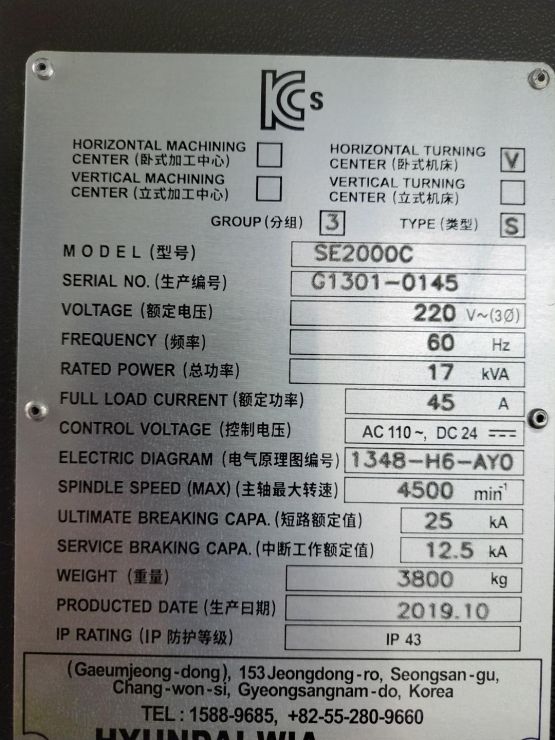 KCs
HORIZONTAL MACHINING CENTER (卧式加工中心)
HORIZONTAL TURNING CENTER (卧式机床) V
VERTICAL MACHINING CENTER (立式加工中心)
VERTICAL TURNING CENTER (立式机床)
GROUP (分组) 3 TYPE (类型) S
MODEL (型号) SE2000C
SERIAL NO. (生产编号) G1301-0145
VOLTAGE (额定电压) 220 V~(3Ø)
FREQUENCY (频率) 60 Hz
RATED POWER (总功率) 17 kVA
FULL LOAD CURRENT (额定功率) 45 A
CONTROL VOLTAGE (控制电压) AC 110 ~, DC 24 ⎓
ELECTRIC DIAGRAM (电气原理图编号) 1348-H6-AY0
SPINDLE SPEED (MAX) (主轴最大转速) 4500 min⁻¹
ULTIMATE BREAKING CAPA. (短路额定值) 25 kA
SERVICE BRAKING CAPA. (中断工作额定值) 12.5 kA
WEIGHT (重量) 3800 kg
PRODUCTED DATE (生产日期) 2019.10
IP RATING (IP 防护等级) IP 43
(Gaeumjeong-dong), 153 Jeongdong-ro, Seongsan-gu,
Chang-won-si, Gyeongsangnam-do, Korea
TEL : 1588-9685, +82-55-280-9660
HYUNDAI WIA